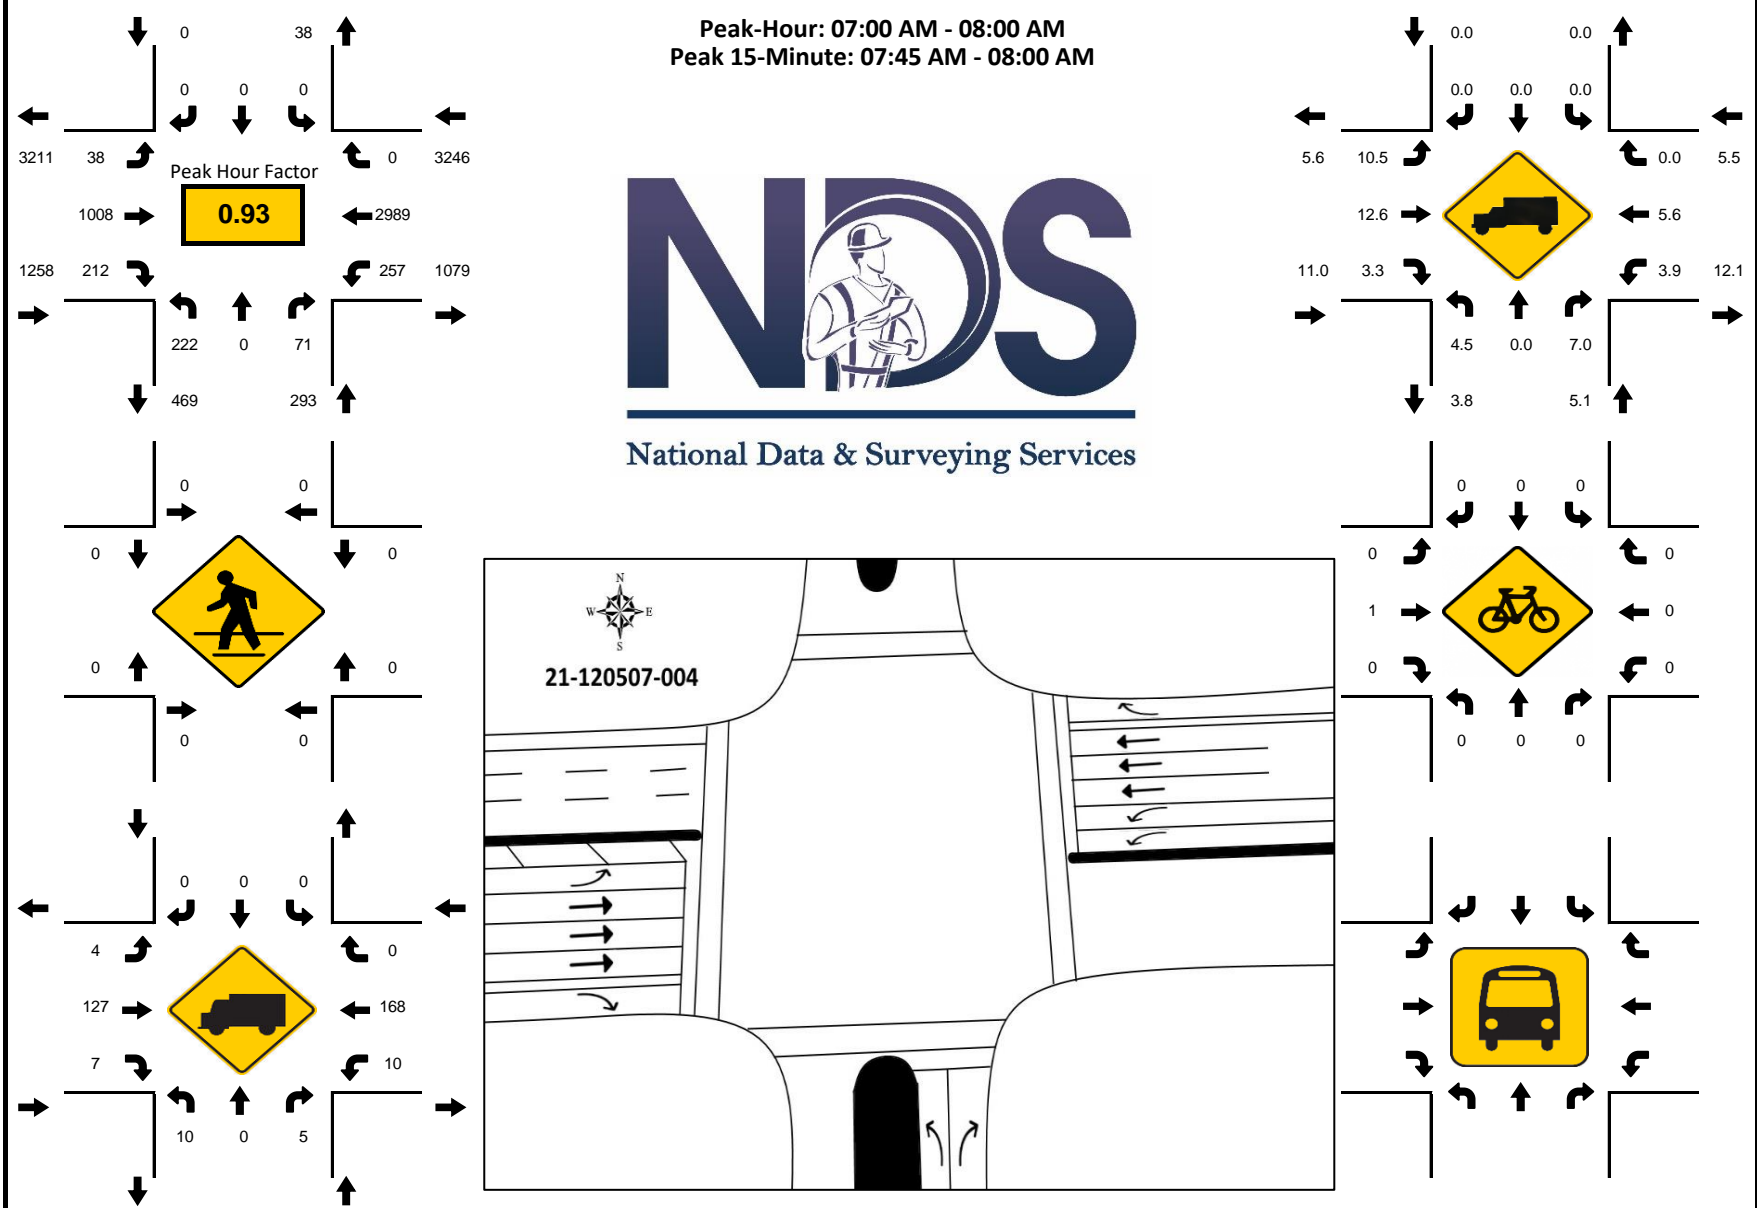 Peak-Hour: 07:00 AM - 08:00 AM
Peak 15-Minute: 07:45 AM - 08:00 AM
0 38
0 0 0
3211 38 0 3246
Peak Hour Factor
1008 0.93 2989
1258 212 257 1079
222 0 71
469 293
0.0 0.0
0.0 0.0 0.0
5.6 10.5 0.0 5.5
12.6 5.6
11.0 3.3 3.9 12.1
4.5 0.0 7.0
3.8 5.1
NDS
National Data & Surveying Services
0 0
0 0
0 0
0 0
0 0 0
0 0
1 0
0 0
0 0 0
N
W E
S
21-120507-004
0 0 0
4 0
127 168
7 10
10 0 5